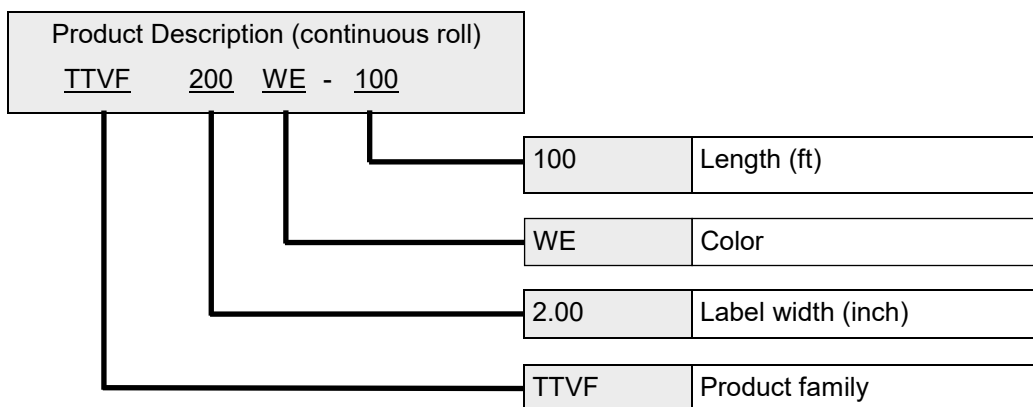 Product Description (continuous roll)
TTVF 200 WE - 100
100 Length (ft)
WE Color
2.00 Label width (inch)
TTVF Product family